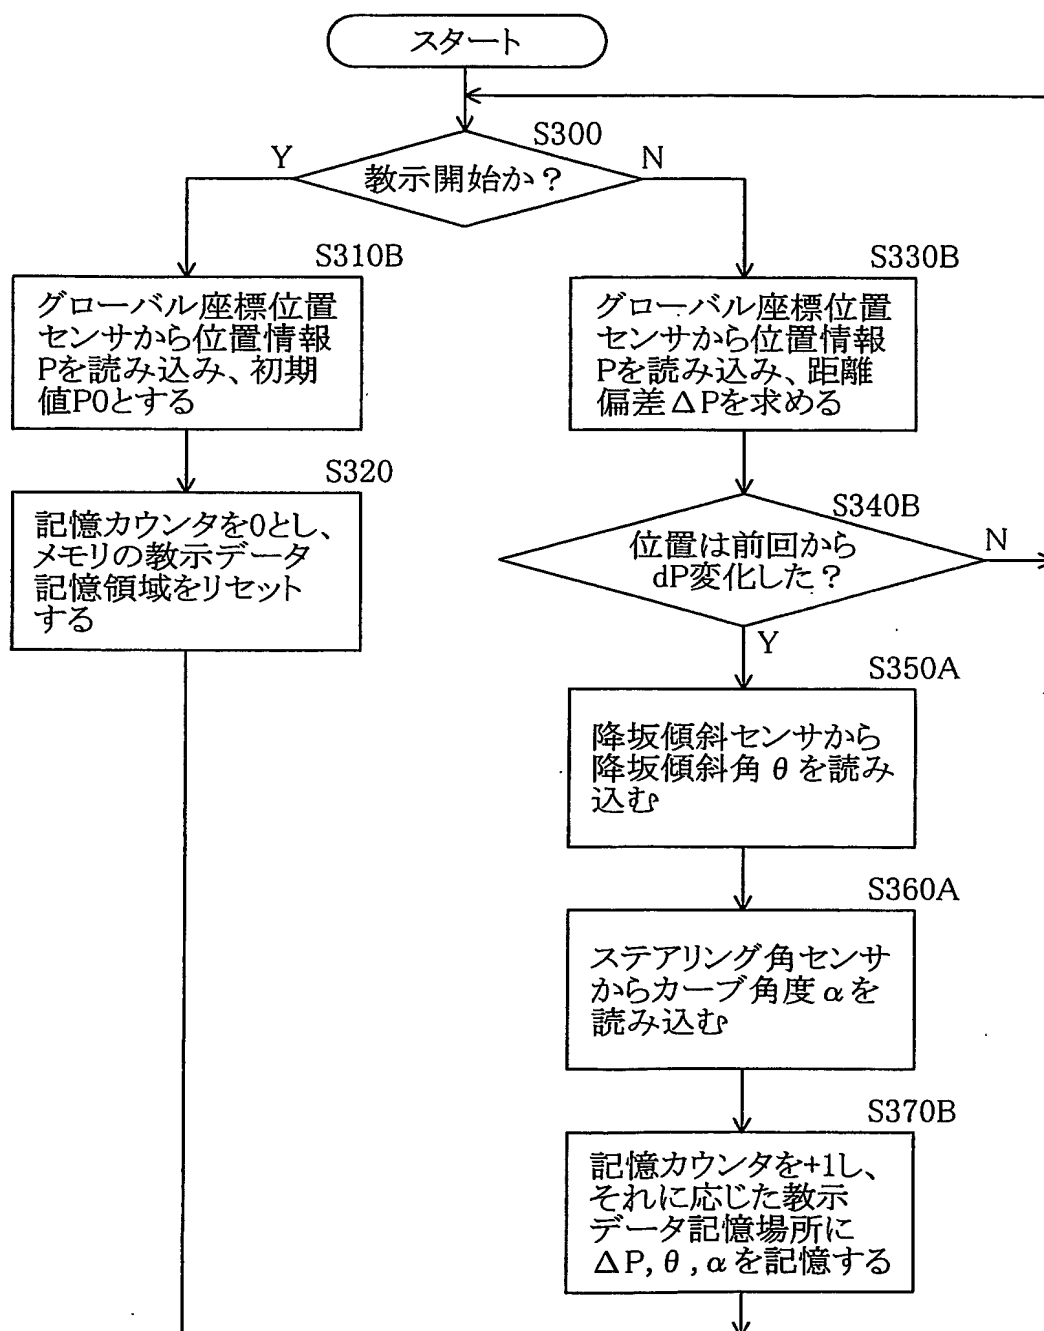 スタート
S300
Y
N
教示開始か？
S310B
グローバル座標位置
センサから位置情報
Pを読み込み、初期
値P0とする
S320
記憶カウンタを0とし、
メモリの教示データ
記憶領域をリセット
する
S330B
グローバル座標位置
センサから位置情報
Pを読み込み、距離
偏差ΔPを求める
S340B
位置は前回から
dP変化した？
N
Y
S350A
降坂傾斜センサから
降坂傾斜角θを読み
込む
S360A
ステアリング角センサ
からカーブ角度αを
読み込む
S370B
記憶カウンタを+1し、
それに応じた教示
データ記憶場所に
ΔP,θ,αを記憶する